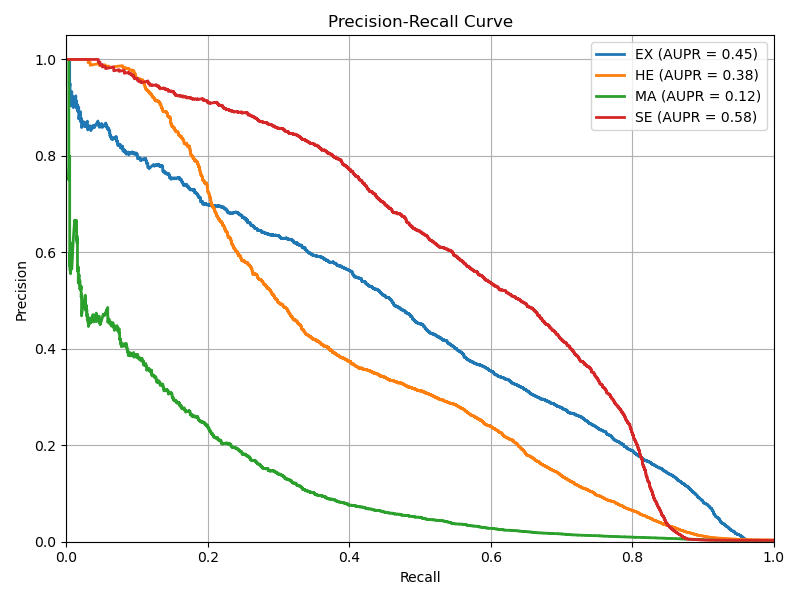 Precision-Recall Curve
EX (AUPR = 0.45)
HE (AUPR = 0.38)
MA (AUPR = 0.12)
SE (AUPR = 0.58)
Precision
1.0
0.8
0.6
0.4
0.2
0.0
0.0 0.2 0.4 0.6 0.8 1.0
Recall